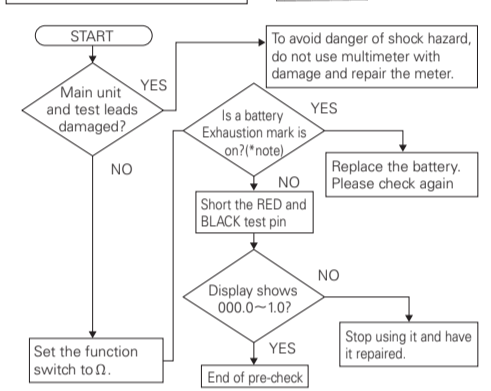 START
To avoid danger of shock hazard,
do not use multimeter with
damage and repair the meter.
YES
Main unit
and test leads
damaged?
NO
Is a battery
Exhaustion mark is
on?(*note)
YES
Replace the battery.
Please check again
NO
Short the RED and
BLACK test pin
Display shows
000.0~1.0?
NO
Stop using it and have
it repaired.
YES
Set the function
switch to Ω.
End of pre-check